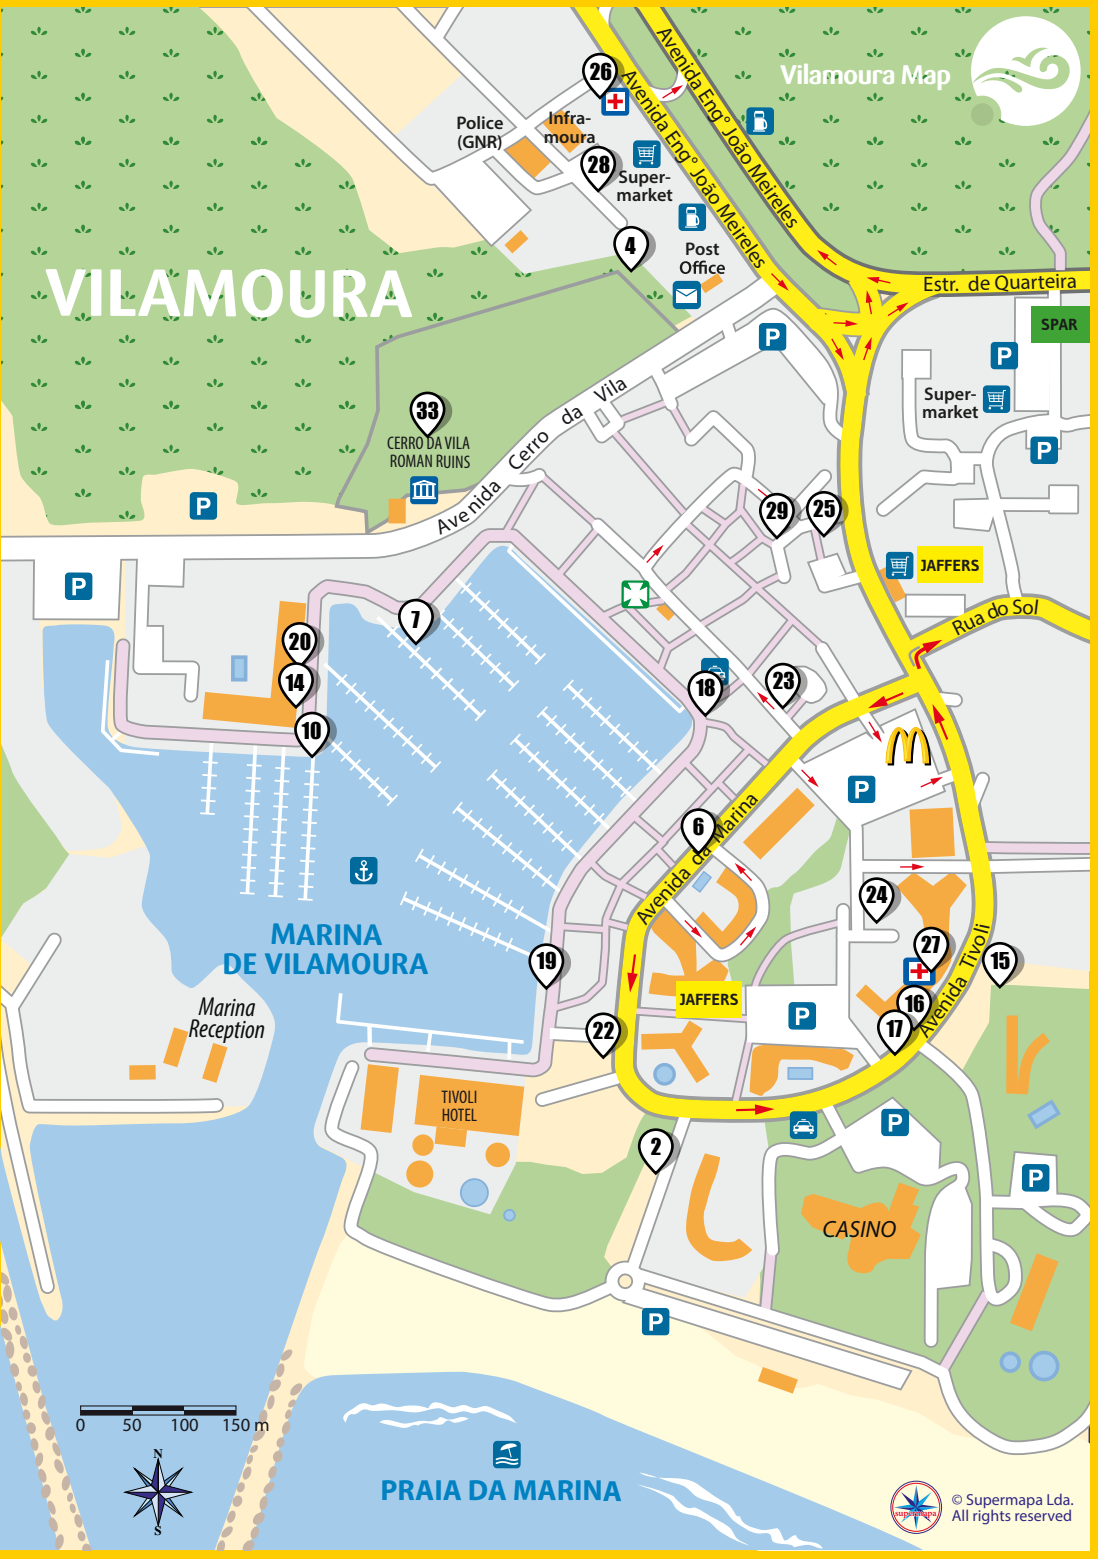 Vilamoura Map
Avenida Engº João Meireles
Avenida Engº João Meireles
26
Police
(GNR)
Infra-
moura
28
Super-
market
4
Post
Office
VILAMOURA
Estr. de Quarteira
SPAR
P
P
Super-
market
P
33
CERRO DA VILA
ROMAN RUINS
Avenida Cerro da Vila
P
29
25
JAFFERS
P
Rua do Sol
7
20
14
10
18
23
P
6
Avenida da Marina
24
MARINA
DE VILAMOURA
19
27
15
16
17
Avenida Tivoli
JAFFERS
P
22
Marina
Reception
TIVOLI
HOTEL
2
P
P
CASINO
P
0 50 100 150 m
N
S
PRAIA DA MARINA
supermapa
© Supermapa Lda.
All rights reserved